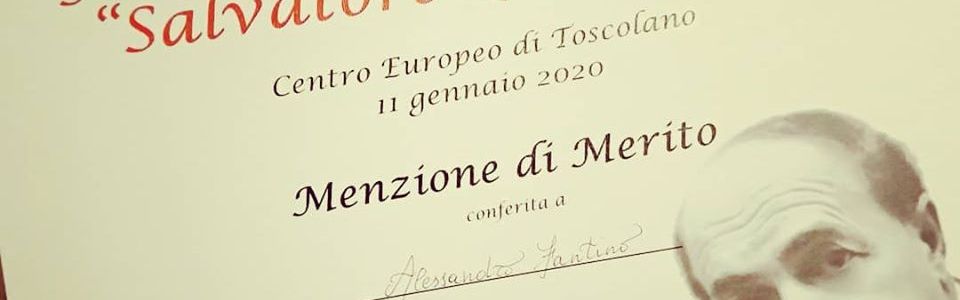 “Salvatore
Centro Europeo di Toscolano
11 gennaio 2020
Menzione di Merito
conferita a
Alessandro Fantino